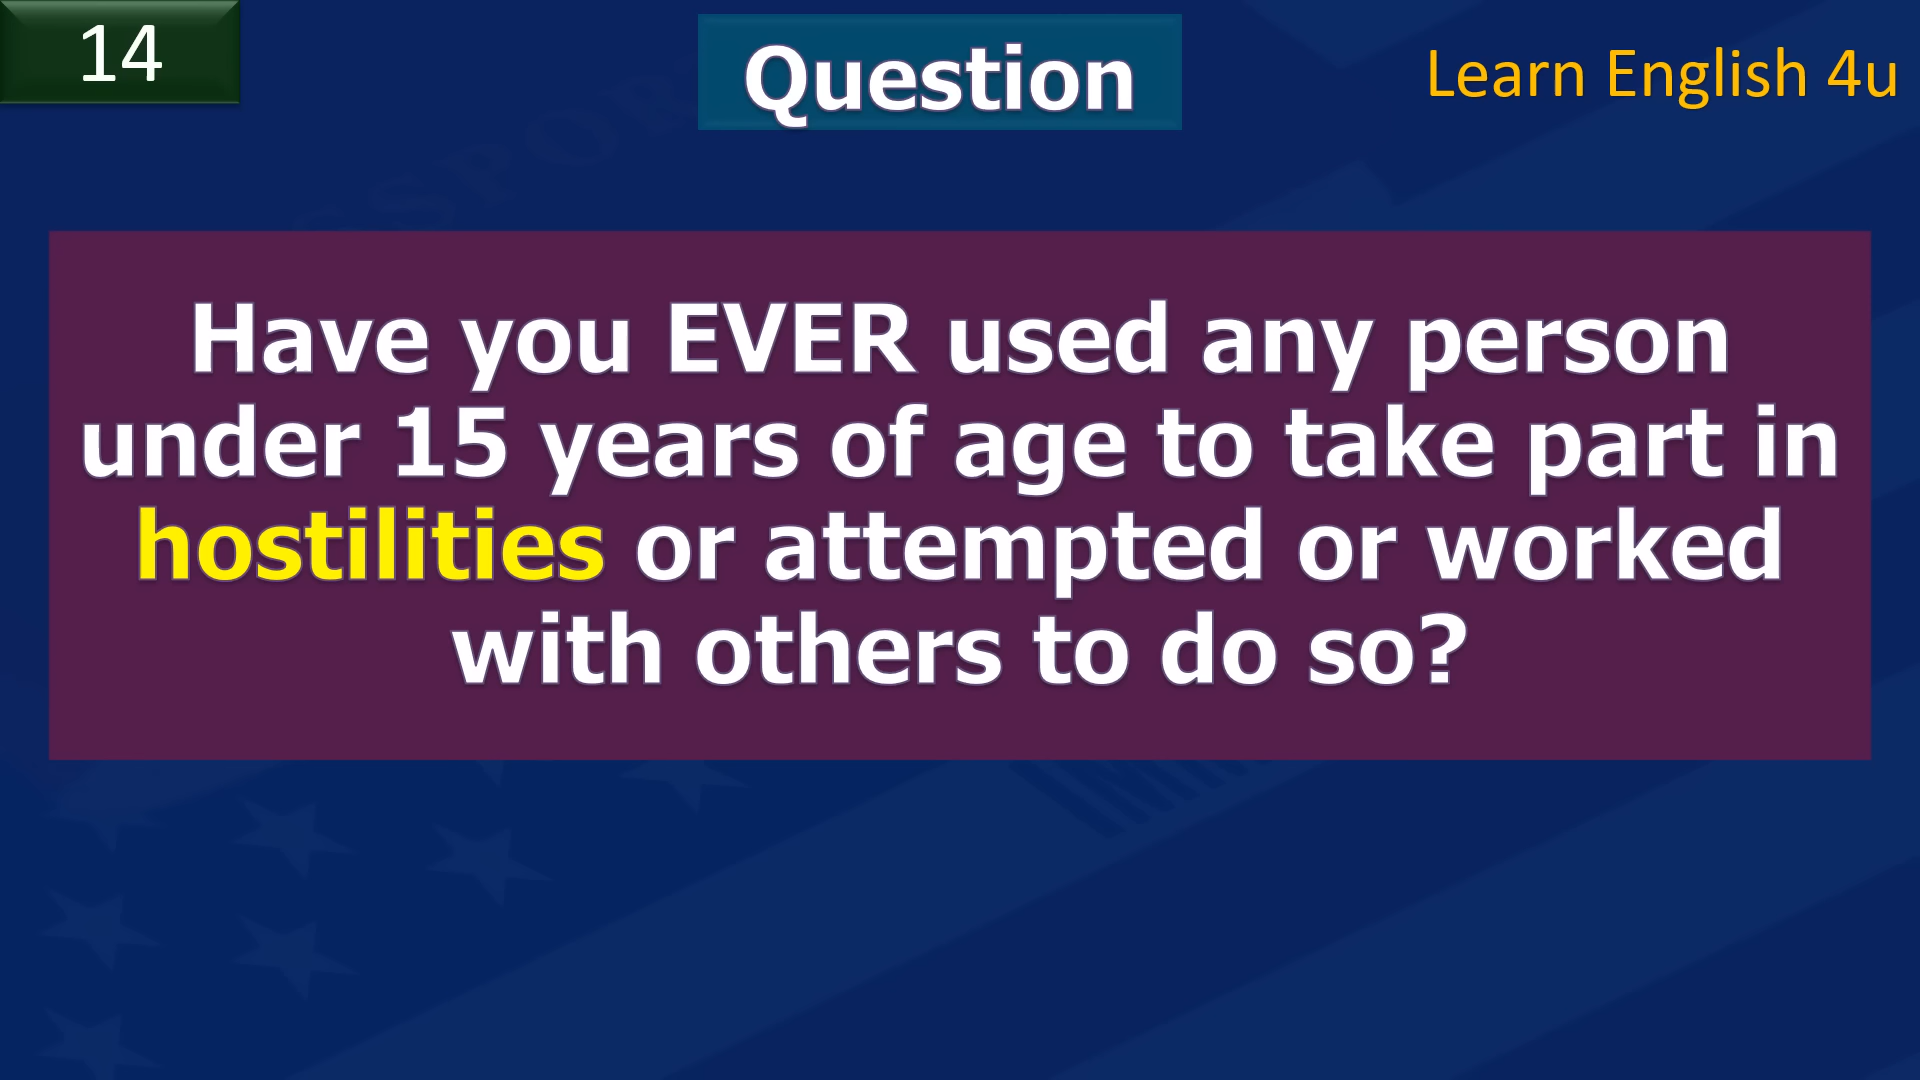 14
Question
Learn English 4u
Have you EVER used any person
under 15 years of age to take part in
hostilities or attempted or worked
with others to do so?